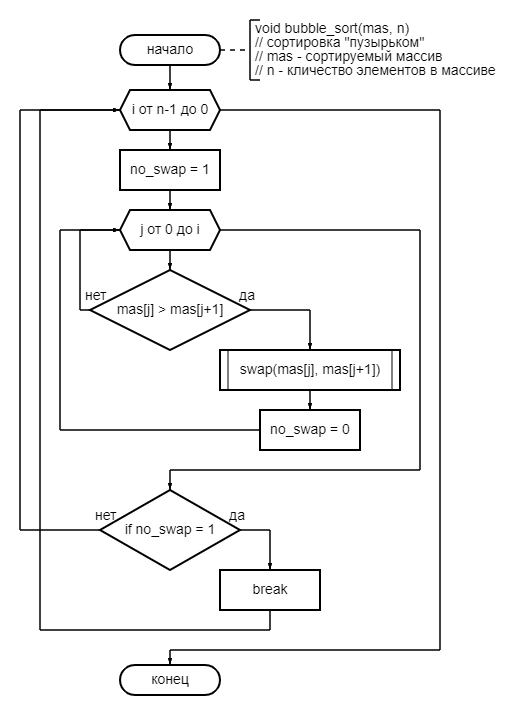 начало
void bubble_sort(mas, n)
// сортировка "пузырьком"
// mas - сортируемый массив
// n - кличество элементов в массиве
i от n-1 до 0
no_swap = 1
j от 0 до i
нет
да
mas[j] > mas[j+1]
swap(mas[j], mas[j+1])
no_swap = 0
нет
да
if no_swap = 1
break
конец